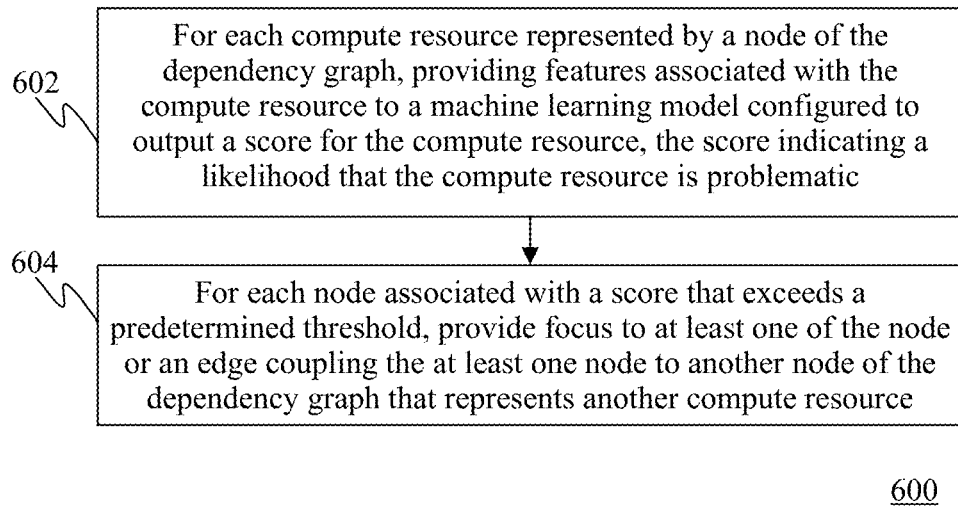 602
For each compute resource represented by a node of the
dependency graph, providing features associated with the
compute resource to a machine learning model configured to
output a score for the compute resource, the score indicating a
likelihood that the compute resource is problematic
604
For each node associated with a score that exceeds a
predetermined threshold, provide focus to at least one of the node
or an edge coupling the at least one node to another node of the
dependency graph that represents another compute resource
600